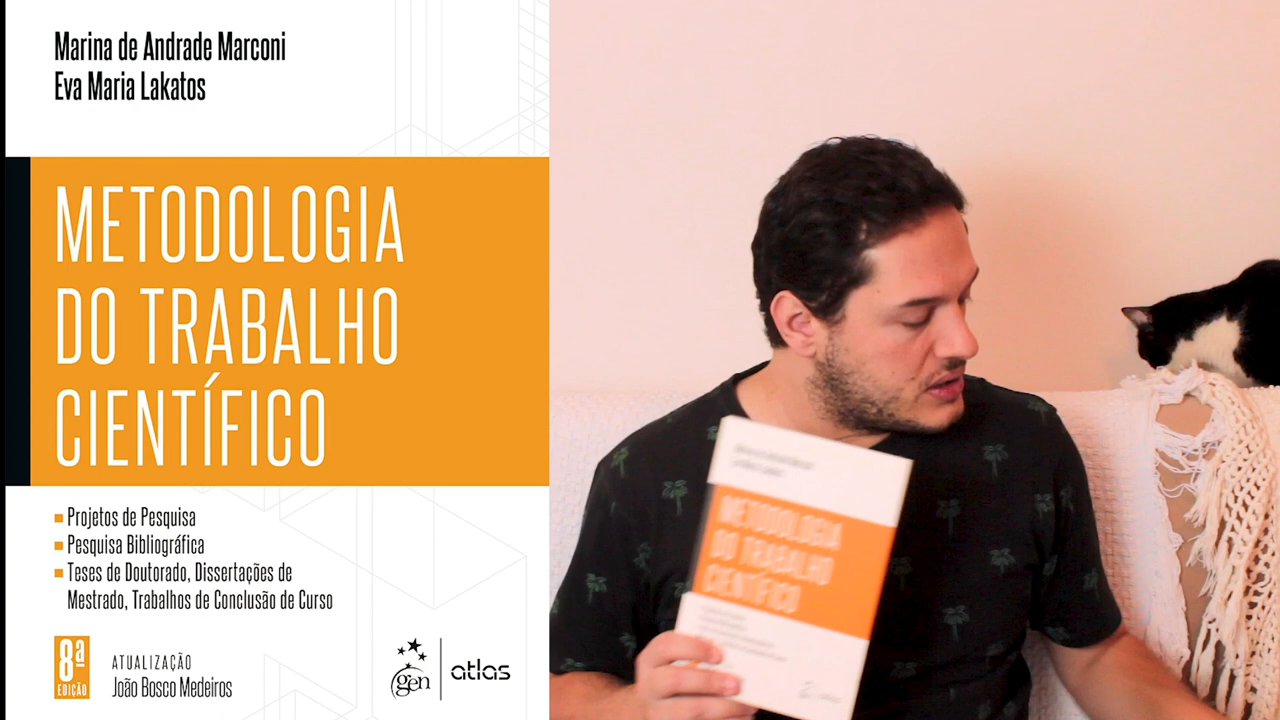 Marina de Andrade Marconi
Eva Maria Lakatos
METODOLOGIA
DO TRABALHO
CIENTÍFICO
Projetos de Pesquisa
Pesquisa Bibliográfica
Teses de Doutorado, Dissertações de
Mestrado, Trabalhos de Conclusão de Curso
8ª
EDIÇÃO
ATUALIZAÇÃO
João Bosco Medeiros
gen
atlas
METODOLOGIA
DO TRABALHO
CIENTÍFICO